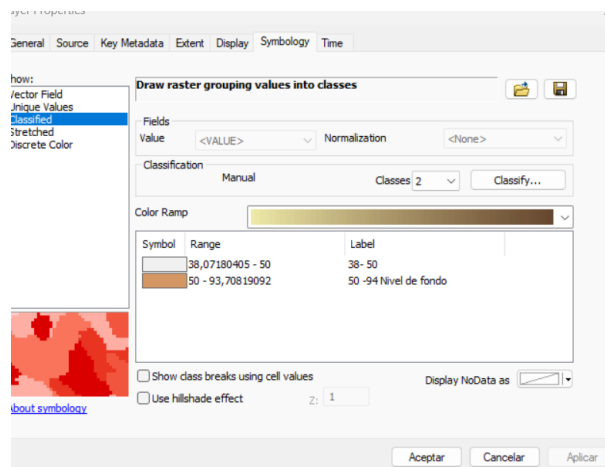 ayer Properties
General Source Key Metadata Extent Display Symbology Time
how:
Vector Field
Unique Values
Classified
Stretched
Discrete Color
Draw raster grouping values into classes
Fields
Value <VALUE> Normalization <None>
Classification
Manual Classes 2 Classify...
Color Ramp
Symbol Range Label
38,07180405 - 50 38- 50
50 - 93,70819092 50 -94 Nivel de fondo
Show class breaks using cell values
Display NoData as
Use hillshade effect Z: 1
About symbology
Aceptar Cancelar Aplicar